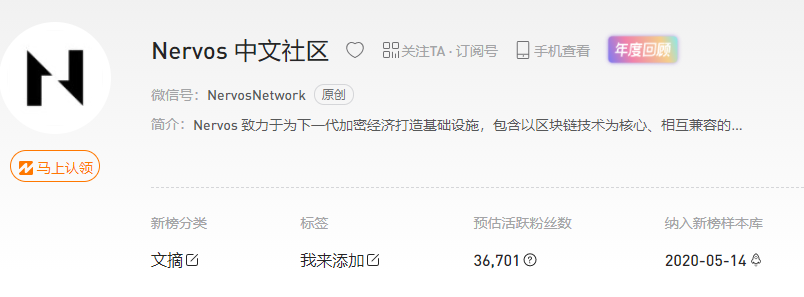 Nervos 中文社区 关注TA · 订阅号 手机查看 年度回顾
微信号：NervosNetwork 原创
简介：Nervos 致力于为下一代加密经济打造基础设施，包含以区块链技术为核心、相互兼容的...
马上认领
新榜分类 标签 预估活跃粉丝数 纳入新榜样本库
文摘 我来添加 36,701 2020-05-14